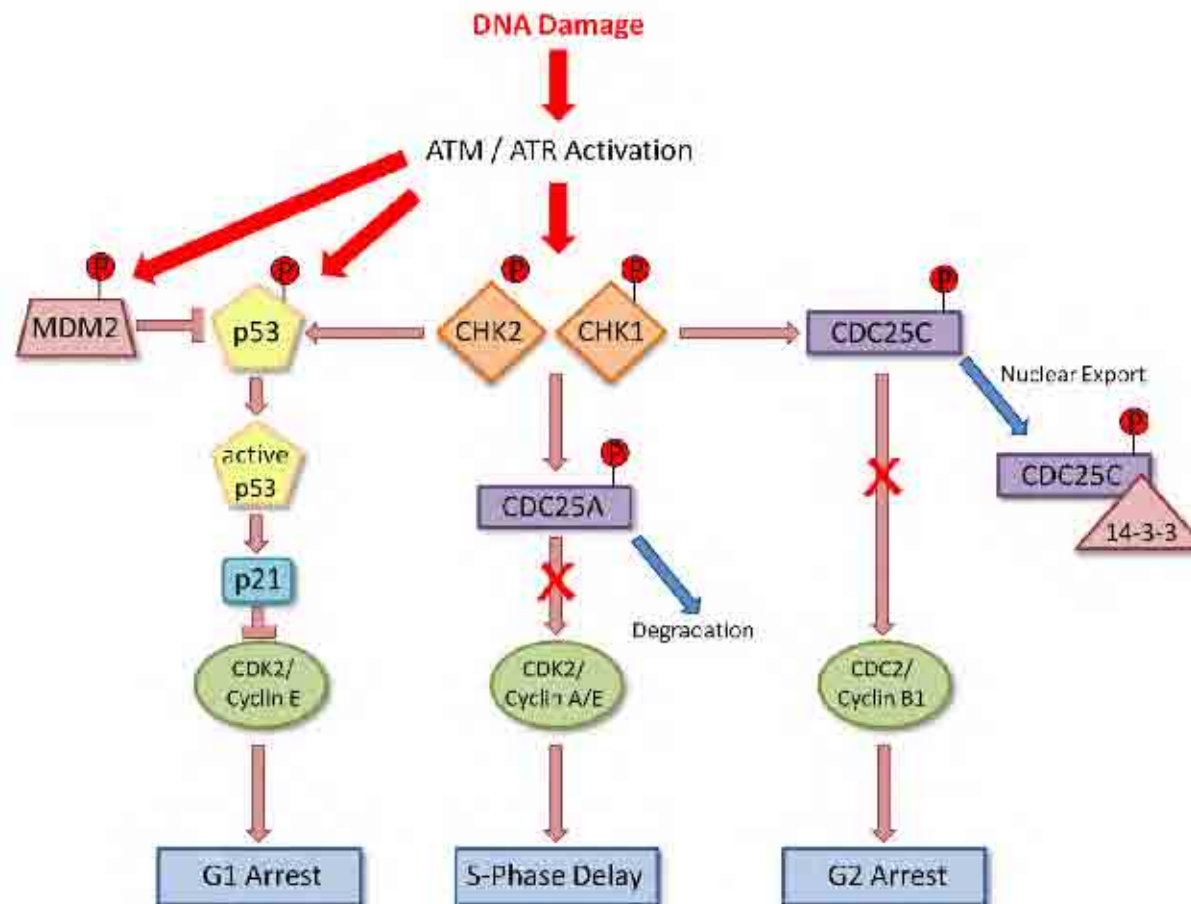 DNA Damage
ATM / ATR Activation
P
P
P
P
P
MDM2
p53
CHK2
CHK1
CDC25C
Nuclear Export
active
p53
P
CDC25A
P
CDC25C
14-3-3
p21
X
X
Degradation
CDK2/
Cyclin E
CDK2/
Cyclin A/E
CDC2/
Cyclin B1
G1 Arrest
S-Phase Delay
G2 Arrest